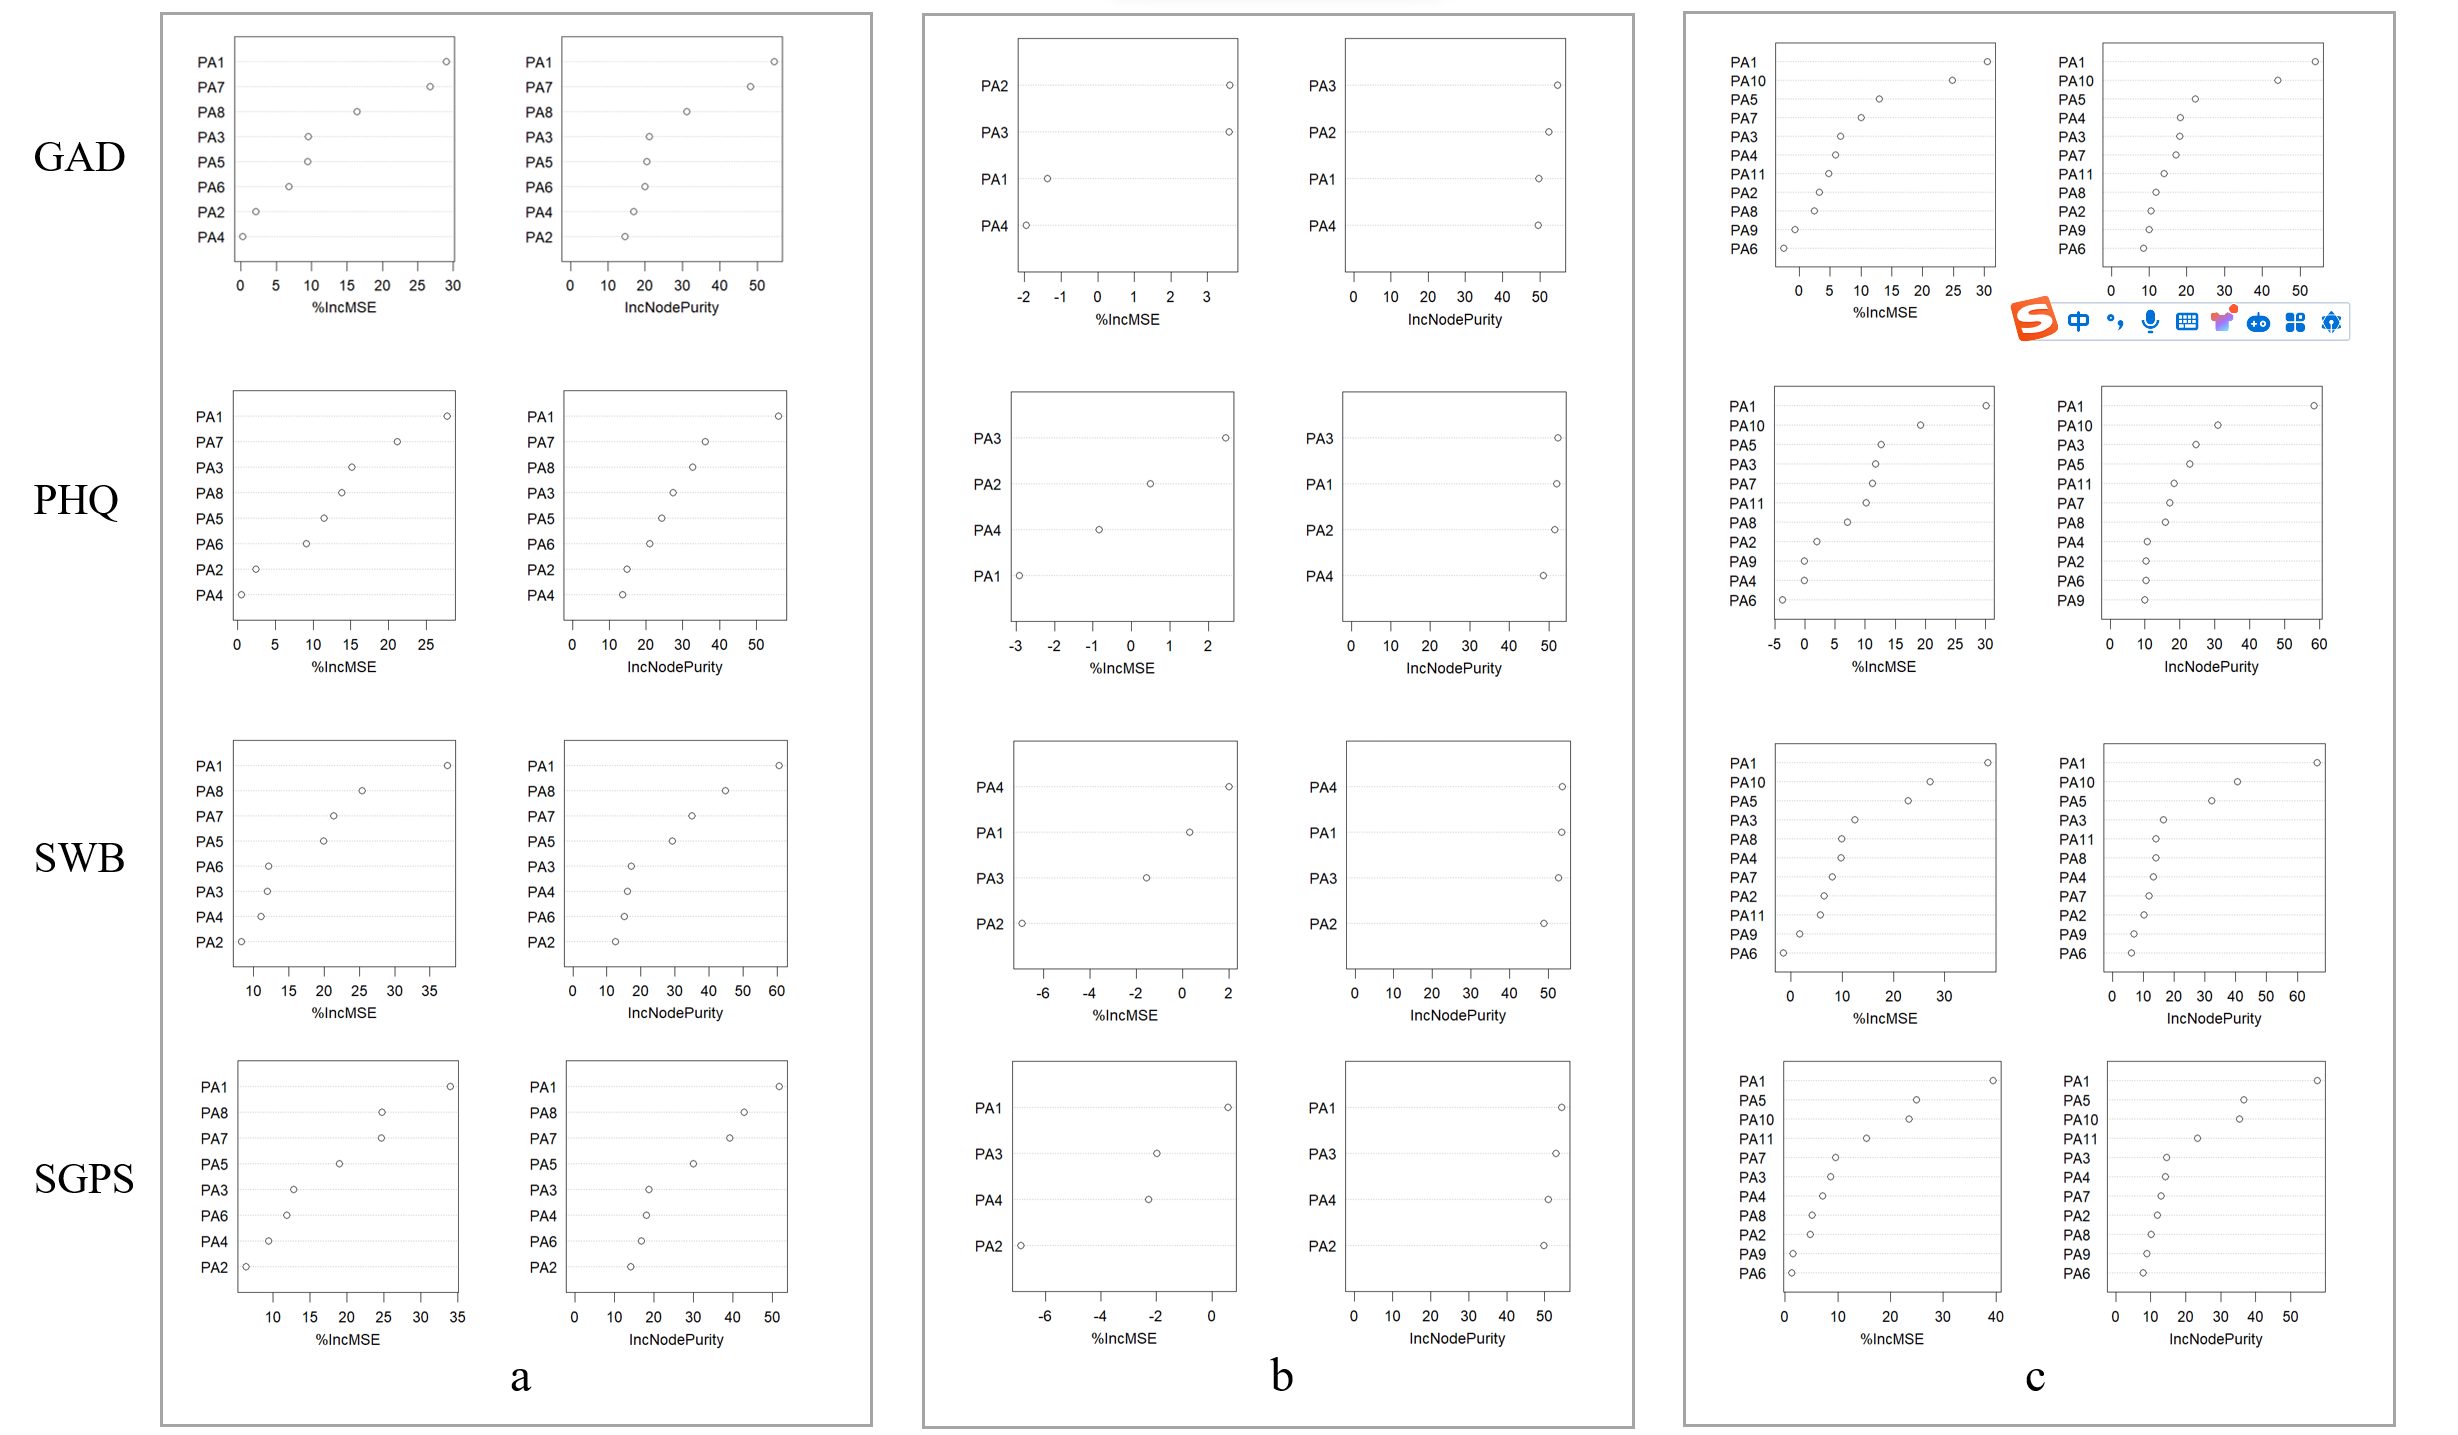 GAD
PA1
PA7
PA8
PA3
PA5
PA6
PA2
PA4
0 5 10 15 20 25 30
%IncMSE
PA1
PA7
PA8
PA3
PA5
PA6
PA4
PA2
0 10 20 30 40 50
IncNodePurity
PA2
PA3
PA1
PA4
-2 -1 0 1 2 3
%IncMSE
PA3
PA2
PA1
PA4
0 10 20 30 40 50
IncNodePurity
PA1
PA10
PA5
PA7
PA3
PA4
PA11
PA2
PA8
PA9
PA6
0 5 10 15 20 25 30
%IncMSE
PA1
PA10
PA5
PA4
PA3
PA7
PA11
PA8
PA2
PA9
PA6
0 10 20 30 40 50
S 中
PHQ
PA1
PA7
PA3
PA8
PA5
PA6
PA2
PA4
0 5 10 15 20 25
%IncMSE
PA1
PA7
PA8
PA3
PA5
PA6
PA2
PA4
0 10 20 30 40 50
IncNodePurity
PA3
PA2
PA4
PA1
-3 -2 -1 0 1 2
%IncMSE
PA3
PA1
PA2
PA4
0 10 20 30 40 50
IncNodePurity
PA1
PA10
PA5
PA3
PA7
PA11
PA8
PA2
PA9
PA4
PA6
-5 0 5 10 15 20 25 30
%IncMSE
PA1
PA10
PA3
PA5
PA11
PA7
PA8
PA4
PA2
PA6
PA9
0 10 20 30 40 50 60
IncNodePurity
SWB
PA1
PA8
PA7
PA5
PA6
PA3
PA4
PA2
10 15 20 25 30 35
%IncMSE
PA1
PA8
PA7
PA5
PA3
PA4
PA6
PA2
0 10 20 30 40 50 60
IncNodePurity
PA4
PA1
PA3
PA2
-6 -4 -2 0 2
%IncMSE
PA4
PA1
PA3
PA2
0 10 20 30 40 50
IncNodePurity
PA1
PA10
PA5
PA3
PA8
PA4
PA7
PA2
PA11
PA9
PA6
0 10 20 30
%IncMSE
PA1
PA10
PA5
PA3
PA11
PA8
PA4
PA7
PA2
PA9
PA6
0 10 20 30 40 50 60
IncNodePurity
SGPS
PA1
PA8
PA7
PA5
PA3
PA6
PA4
PA2
10 15 20 25 30 35
%IncMSE
PA1
PA8
PA7
PA5
PA3
PA4
PA6
PA2
0 10 20 30 40 50
IncNodePurity
PA1
PA3
PA4
PA2
-6 -4 -2 0
%IncMSE
PA1
PA3
PA4
PA2
0 10 20 30 40 50
IncNodePurity
PA1
PA5
PA10
PA11
PA7
PA3
PA4
PA8
PA2
PA9
PA6
0 10 20 30 40
%IncMSE
PA1
PA5
PA10
PA11
PA3
PA4
PA7
PA2
PA8
PA9
PA6
0 10 20 30 40 50
IncNodePurity
a
b
c